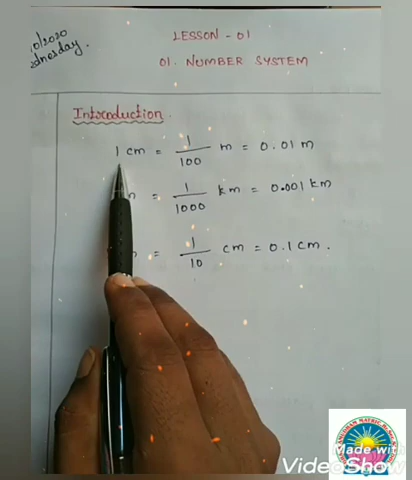 0/2020
LESSON - 01
01. NUMBER SYSTEM
Introduction
1 cm = 1/100 m = 0.01 m
= 1/1000 km = 0.001 km
= 1/10 cm = 0.1 cm.
Made with
VideoShow